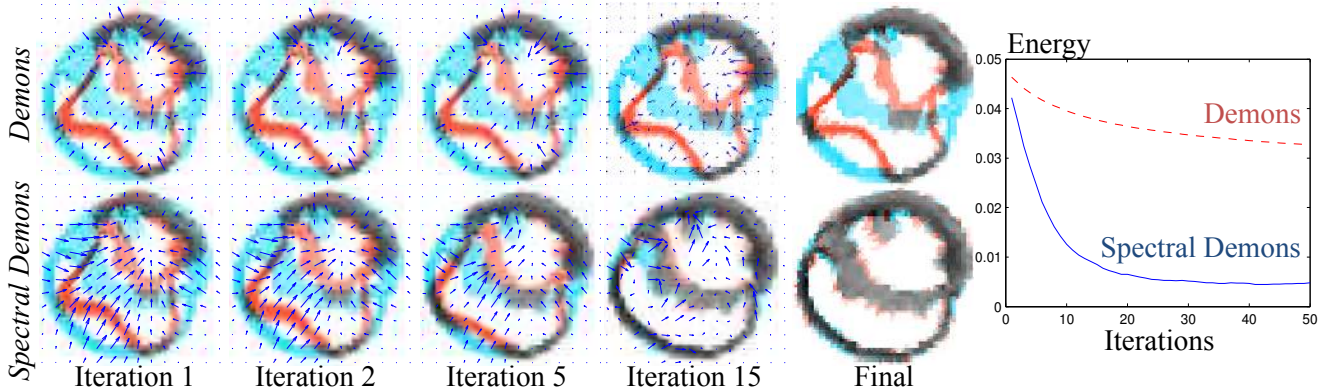 Demons
Spectral Demons
Iteration 1
Iteration 2
Iteration 5
Iteration 15
Final
Energy
0.05
0.04
0.03
0.02
0.01
0
Demons
Spectral Demons
0
10
20
30
40
50
Iterations